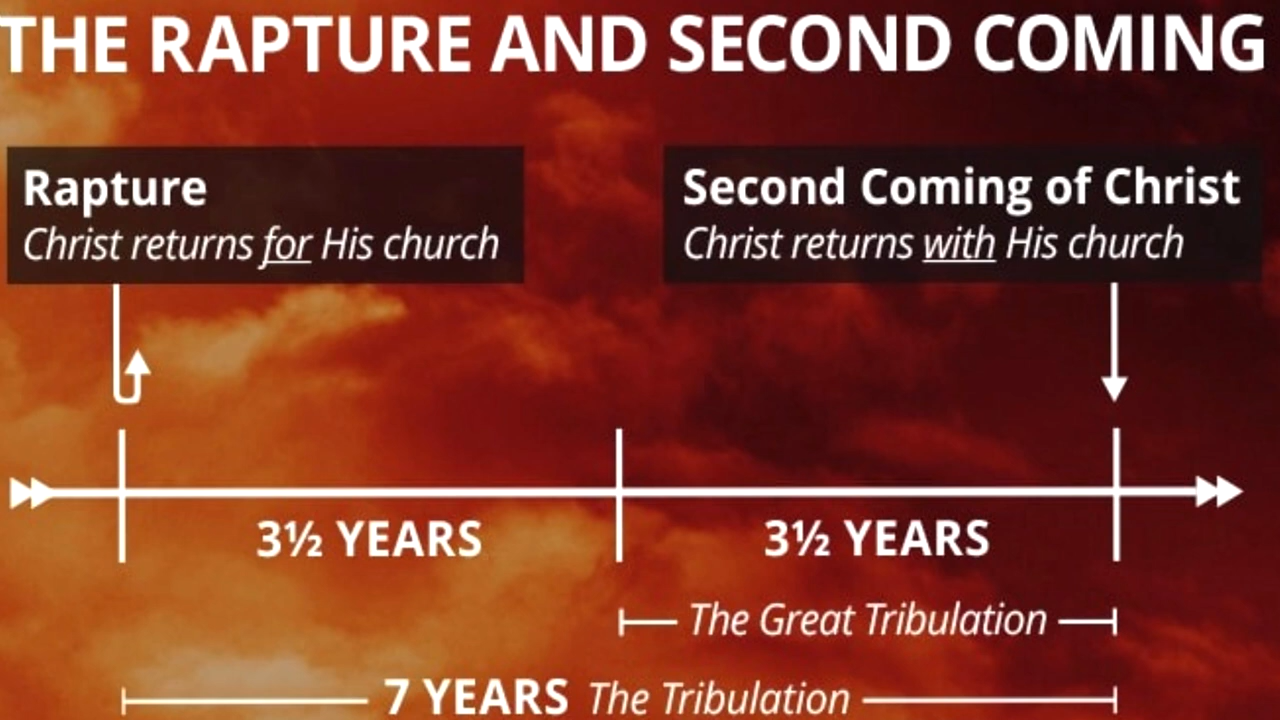 THE RAPTURE AND SECOND COMING
Rapture
Christ returns for His church
Second Coming of Christ
Christ returns with His church
3½ YEARS
3½ YEARS
The Great Tribulation
7 YEARS The Tribulation